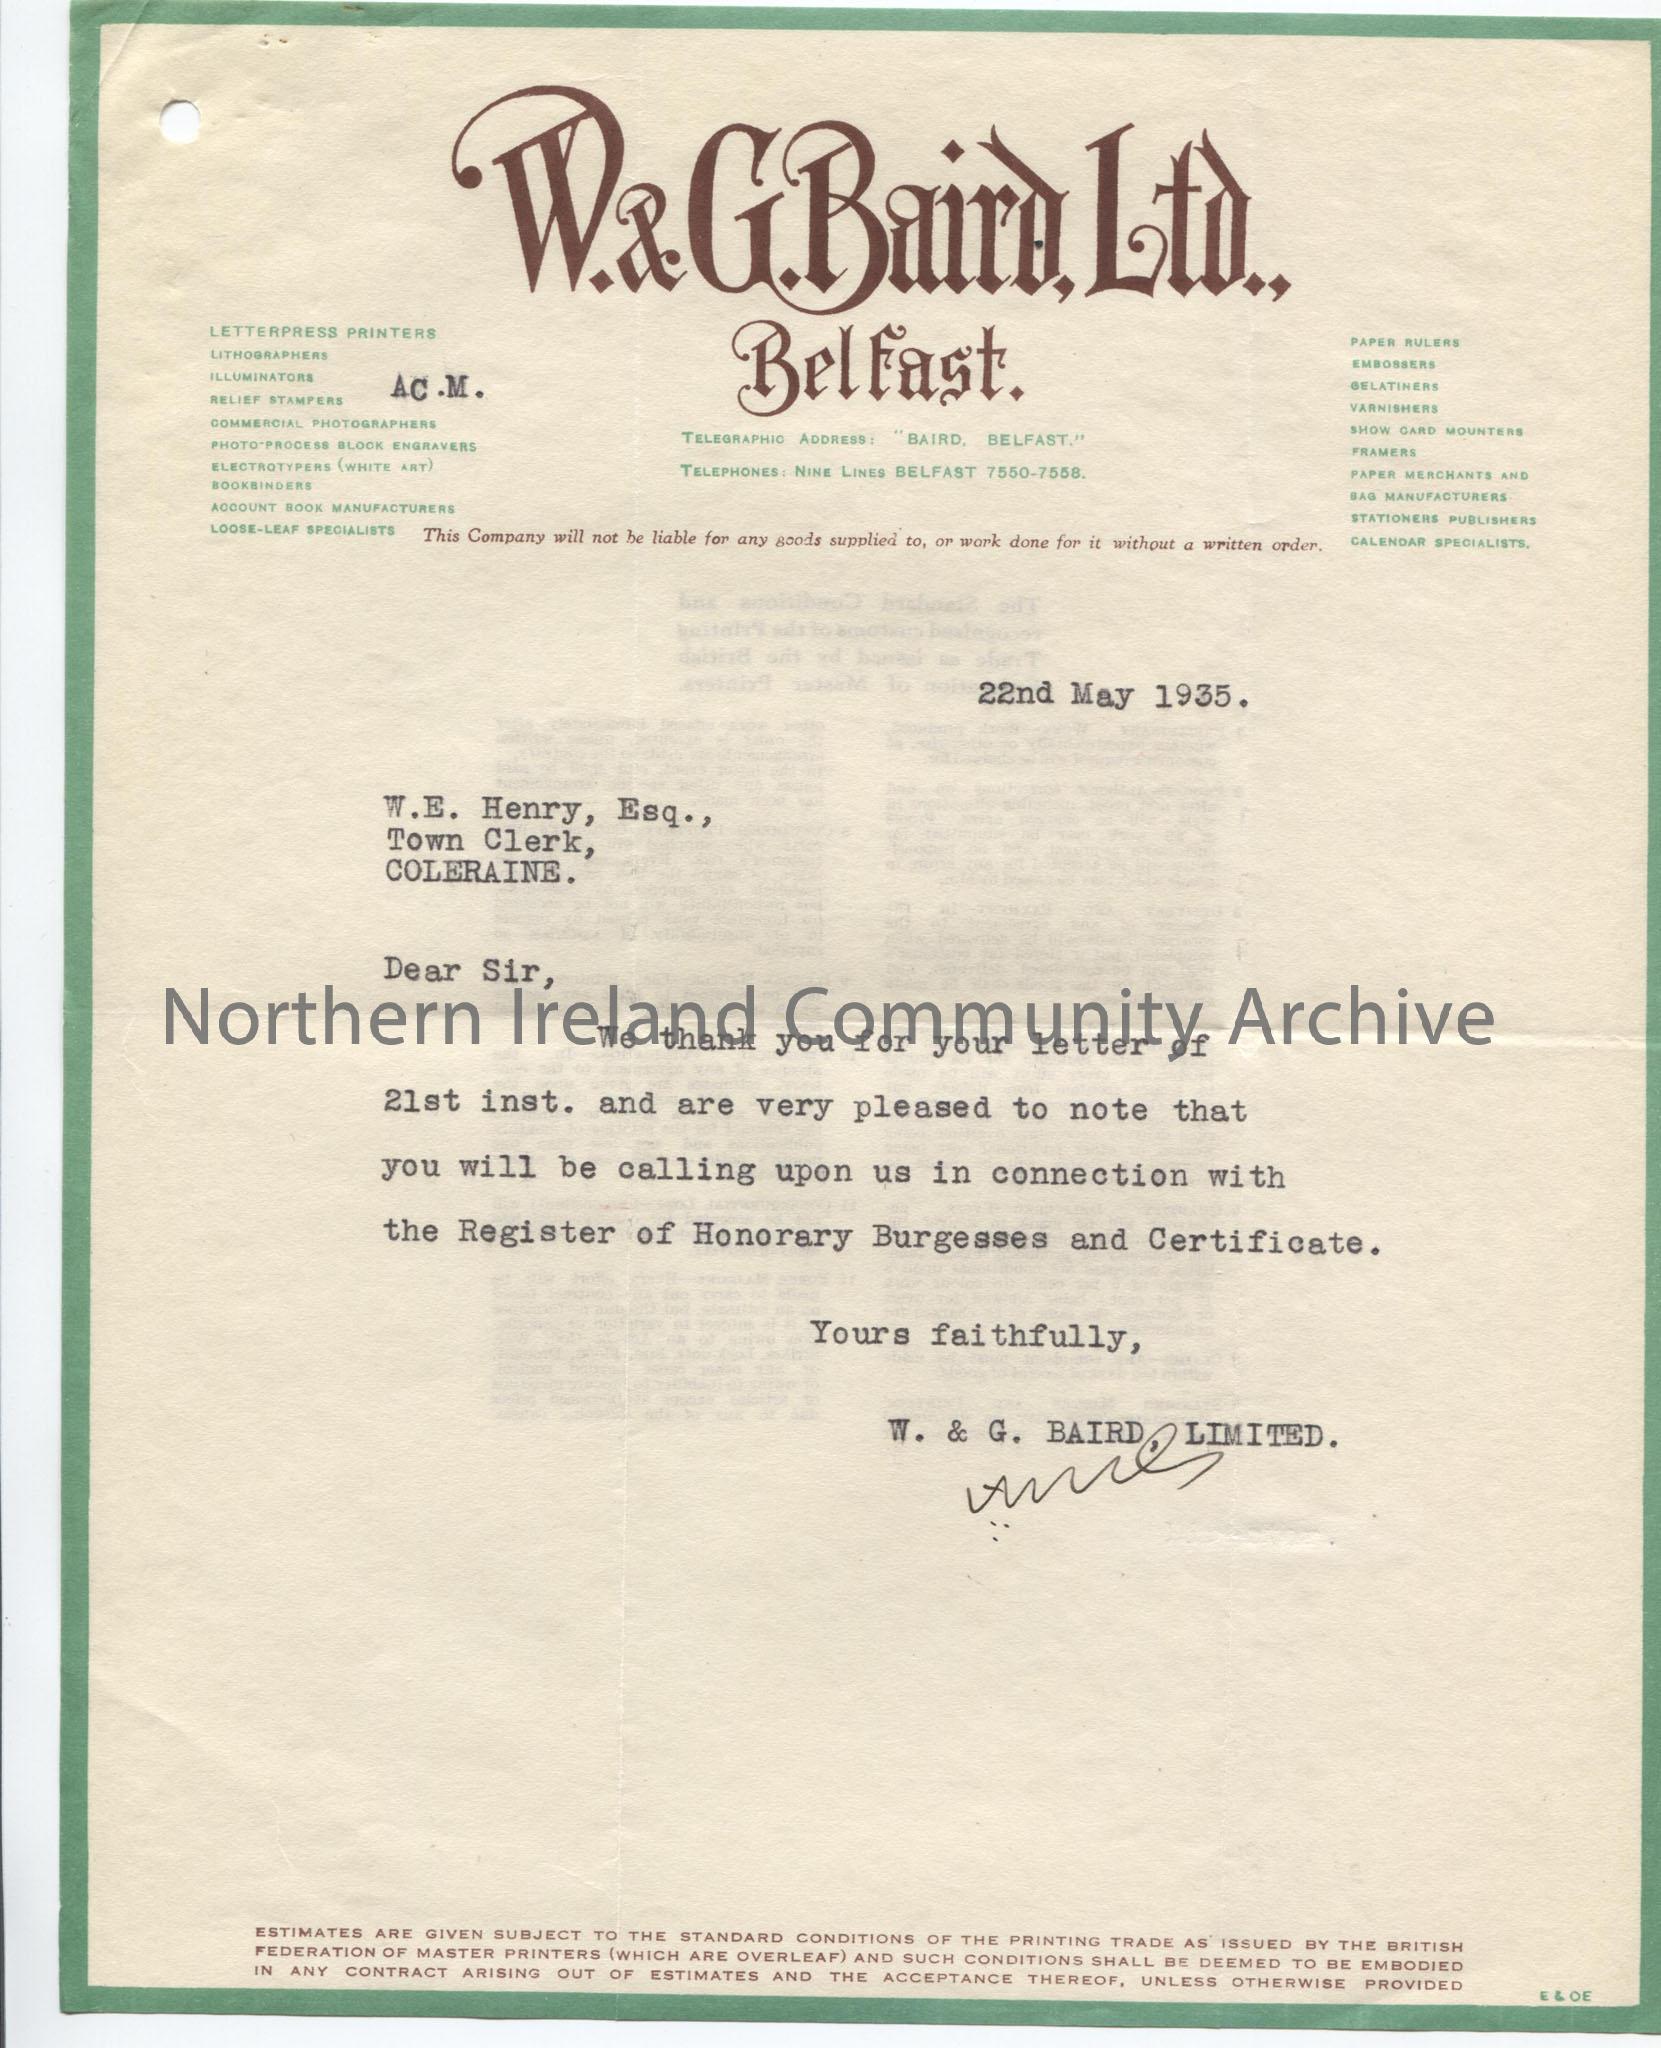 W. & G. Baird, Ltd.,
Belfast.
LETTERPRESS PRINTERS
LITHOGRAPHERS
ILLUMINATORS
RELIEF STAMPERS
COMMERCIAL PHOTOGRAPHERS
PHOTO-PROCESS BLOCK ENGRAVERS
ELECTROTYPERS (WHITE ART)
BOOKBINDERS
ACCOUNT BOOK MANUFACTURERS
LOOSE-LEAF SPECIALISTS
AC.M.
TELEGRAPHIC ADDRESS: "BAIRD, BELFAST."
TELEPHONES: NINE LINES BELFAST 7550-7558.
PAPER RULERS
EMBOSSERS
GELATINERS
VARNISHERS
SHOW CARD MOUNTERS
FRAMERS
PAPER MERCHANTS AND
BAG MANUFACTURERS
STATIONERS PUBLISHERS
CALENDAR SPECIALISTS.
This Company will not be liable for any goods supplied to, or work done for it without a written order.
22nd May 1935.
W.E. Henry, Esq.,
Town Clerk,
COLERAINE.
Dear Sir,
Northern Ireland Community Archive
We thank you for your letter of
21st inst. and are very pleased to note that
you will be calling upon us in connection with
the Register of Honorary Burgesses and Certificate.
Yours faithfully,
W. & G. BAIRD, LIMITED.
ESTIMATES ARE GIVEN SUBJECT TO THE STANDARD CONDITIONS OF THE PRINTING TRADE AS ISSUED BY THE BRITISH
FEDERATION OF MASTER PRINTERS (WHICH ARE OVERLEAF) AND SUCH CONDITIONS SHALL BE DEEMED TO BE EMBODIED
IN ANY CONTRACT ARISING OUT OF ESTIMATES AND THE ACCEPTANCE THEREOF, UNLESS OTHERWISE PROVIDED
E & OE